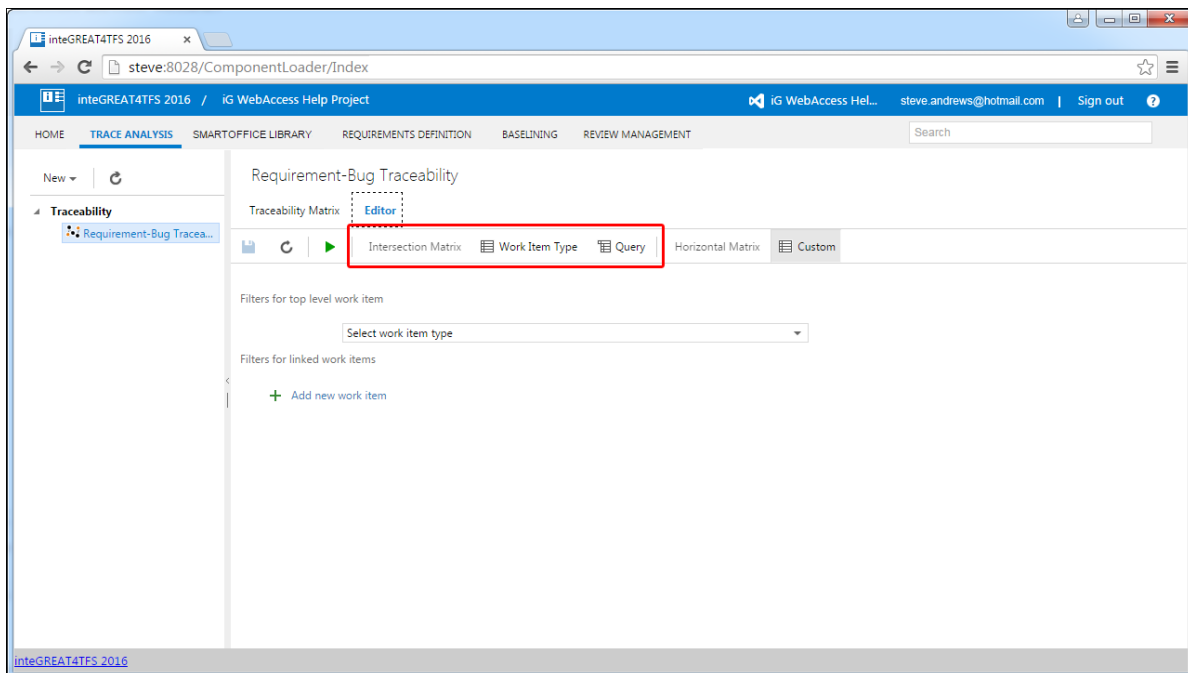 inteGREAT4TFS 2016
steve:8028/ComponentLoader/Index
inteGREAT4TFS 2016 / iG WebAccess Help Project iG WebAccess Hel... steve.andrews@hotmail.com | Sign out ?
HOME TRACE ANALYSIS SMARTOFFICE LIBRARY REQUIREMENTS DEFINITION BASELINING REVIEW MANAGEMENT Search
New
Traceability
Requirement-Bug Tracea...
Requirement-Bug Traceability
Traceability Matrix Editor
Intersection Matrix Work Item Type Query Horizontal Matrix Custom
Filters for top level work item
Select work item type
Filters for linked work items
Add new work item
inteGREAT4TFS 2016